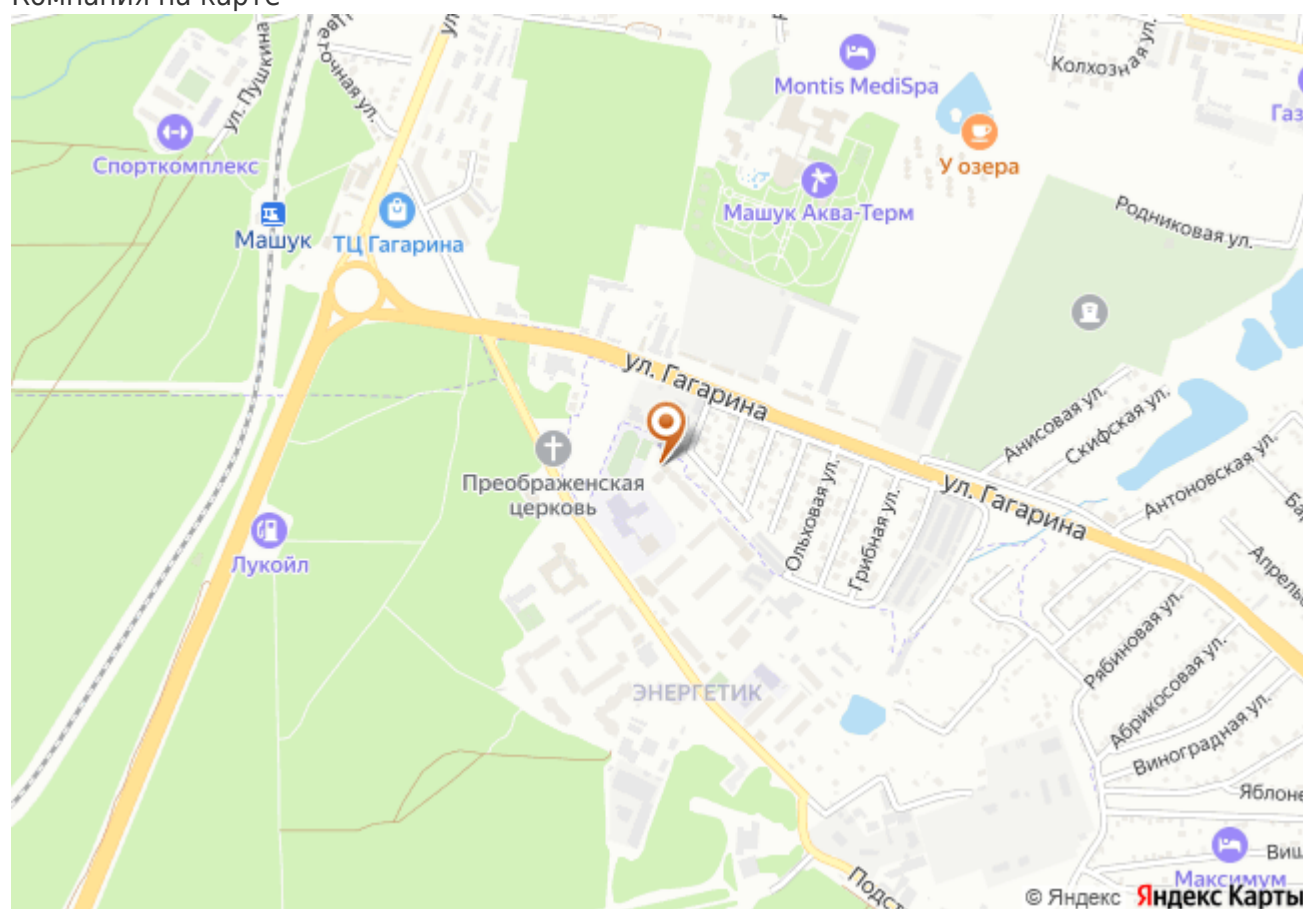 Компания на карте
ул.
Цветочная ул.
ул. Пушкина
Montis MediSpa
Колхозная ул.
Газ
Спорткомплекс
У озера
Машук Аква-Терм
Родниковая ул.
Машук
ТЦ Гагарина
ул. Гагарина
Анисовая ул.
Скифская ул.
Преображенская
церковь
Антоновская ул.
ул. Гагарина
Ольховая ул.
Грибная ул.
Лукойл
Рябиновая ул.
Абрикосовая ул.
ЭНЕРГЕТИК
Виноградная ул.
Максимум
© Яндекс Яндекс Карты